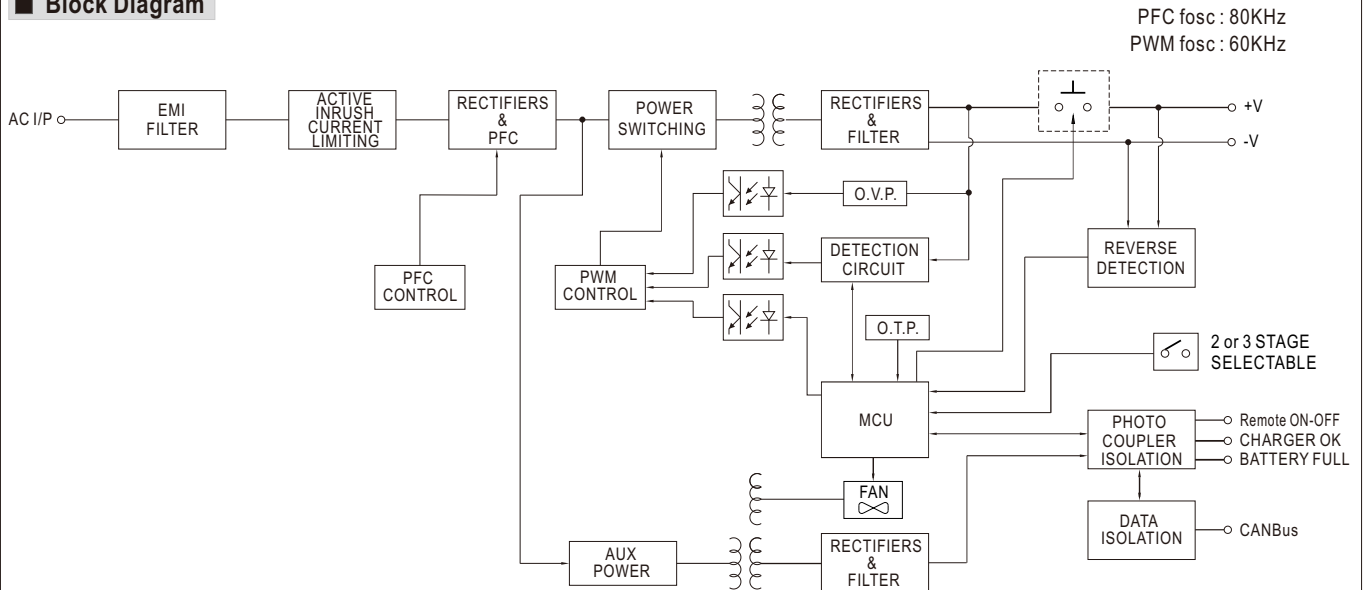 ■ Block Diagram
PFC fosc : 80KHz
PWM fosc : 60KHz
AC I/P
EMI
FILTER
ACTIVE
INRUSH
CURRENT
LIMITING
RECTIFIERS
&
PFC
POWER
SWITCHING
RECTIFIERS
&
FILTER
+V
-V
O.V.P.
DETECTION
CIRCUIT
REVERSE
DETECTION
PFC
CONTROL
PWM
CONTROL
O.T.P.
2 or 3 STAGE
SELECTABLE
MCU
PHOTO
COUPLER
ISOLATION
Remote ON-OFF
CHARGER OK
BATTERY FULL
FAN
DATA
ISOLATION
CANBus
AUX
POWER
RECTIFIERS
&
FILTER